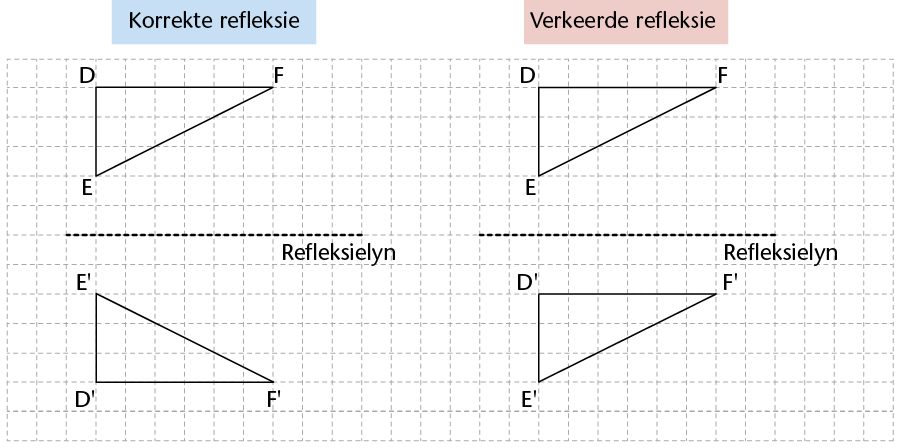 Korrekte refleksie
Verkeerde refleksie
D F
E
Refleksielyn
E'
D' F'
D F
E
Refleksielyn
D' F'
E'